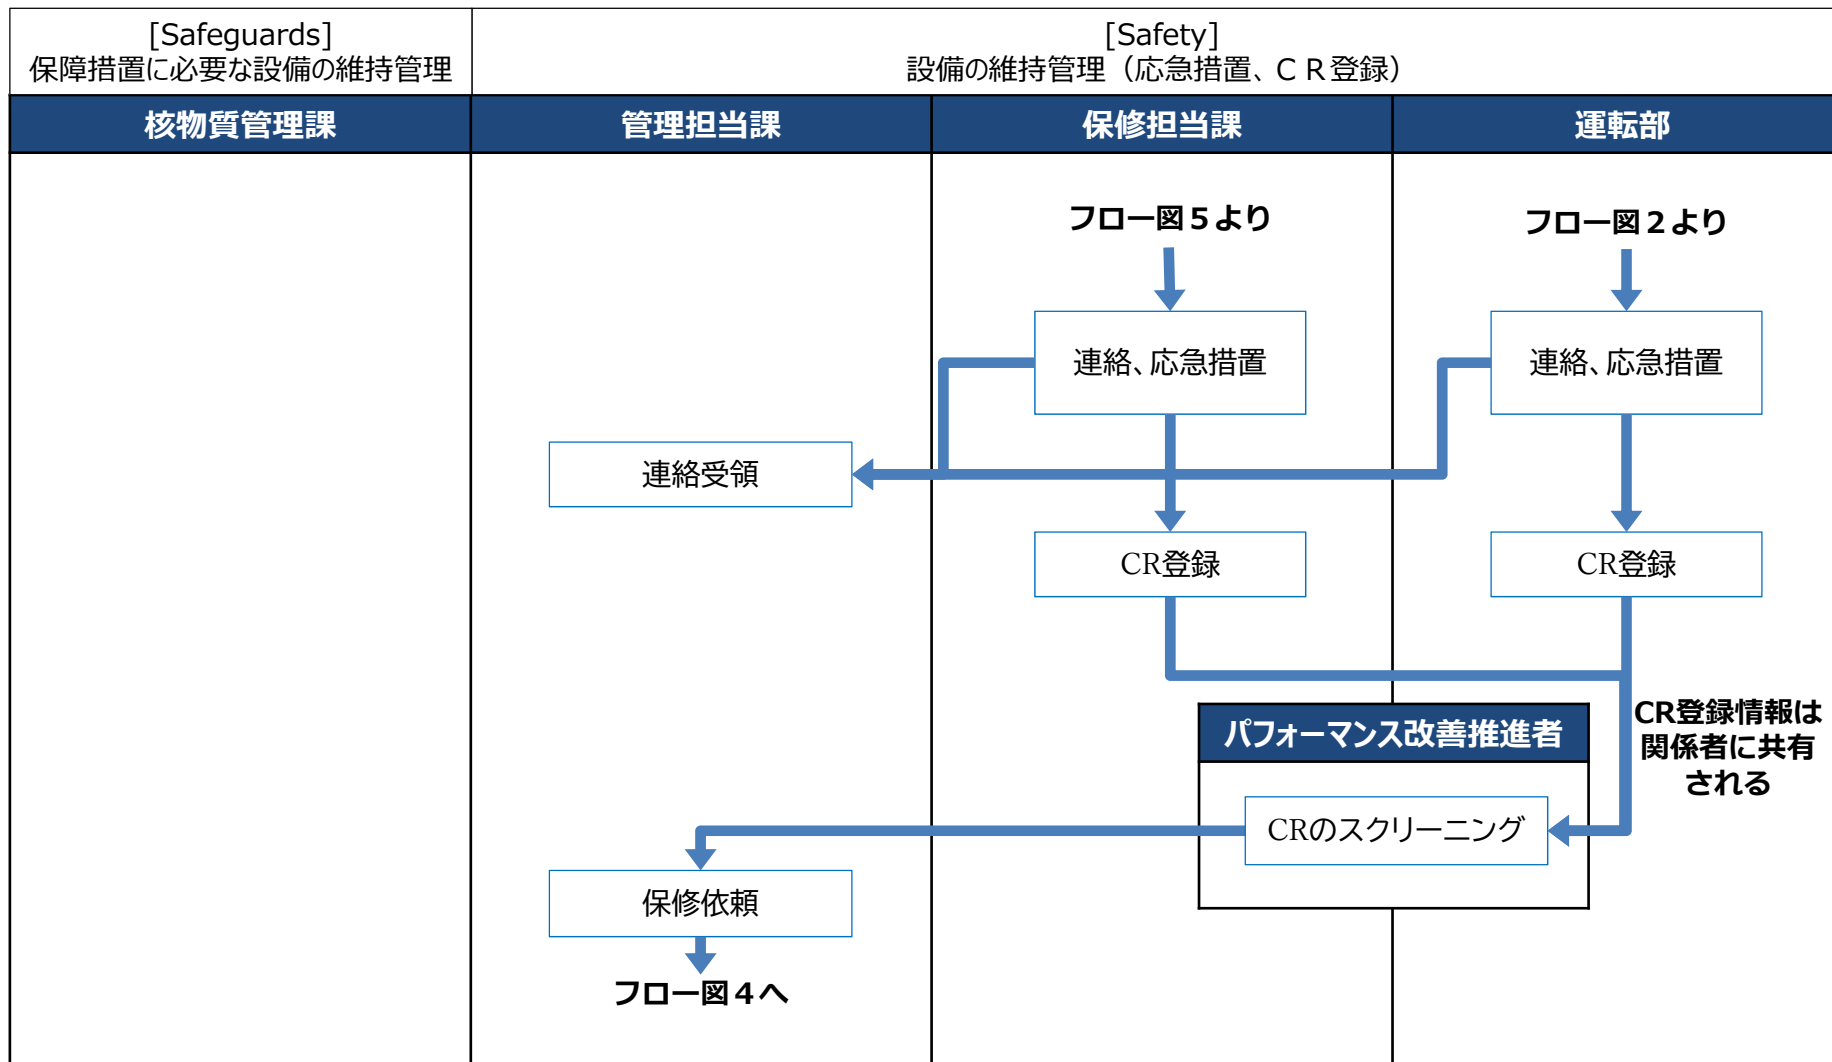 [Safeguards]
保障措置に必要な設備の維持管理
[Safety]
設備の維持管理（応急措置、ＣＲ登録）
核物質管理課
管理担当課
保修担当課
運転部
フロー図５より
フロー図２より
連絡、応急措置
連絡、応急措置
連絡受領
CR登録
CR登録
CR登録情報は
関係者に共有
される
パフォーマンス改善推進者
CRのスクリーニング
保修依頼
フロー図４へ